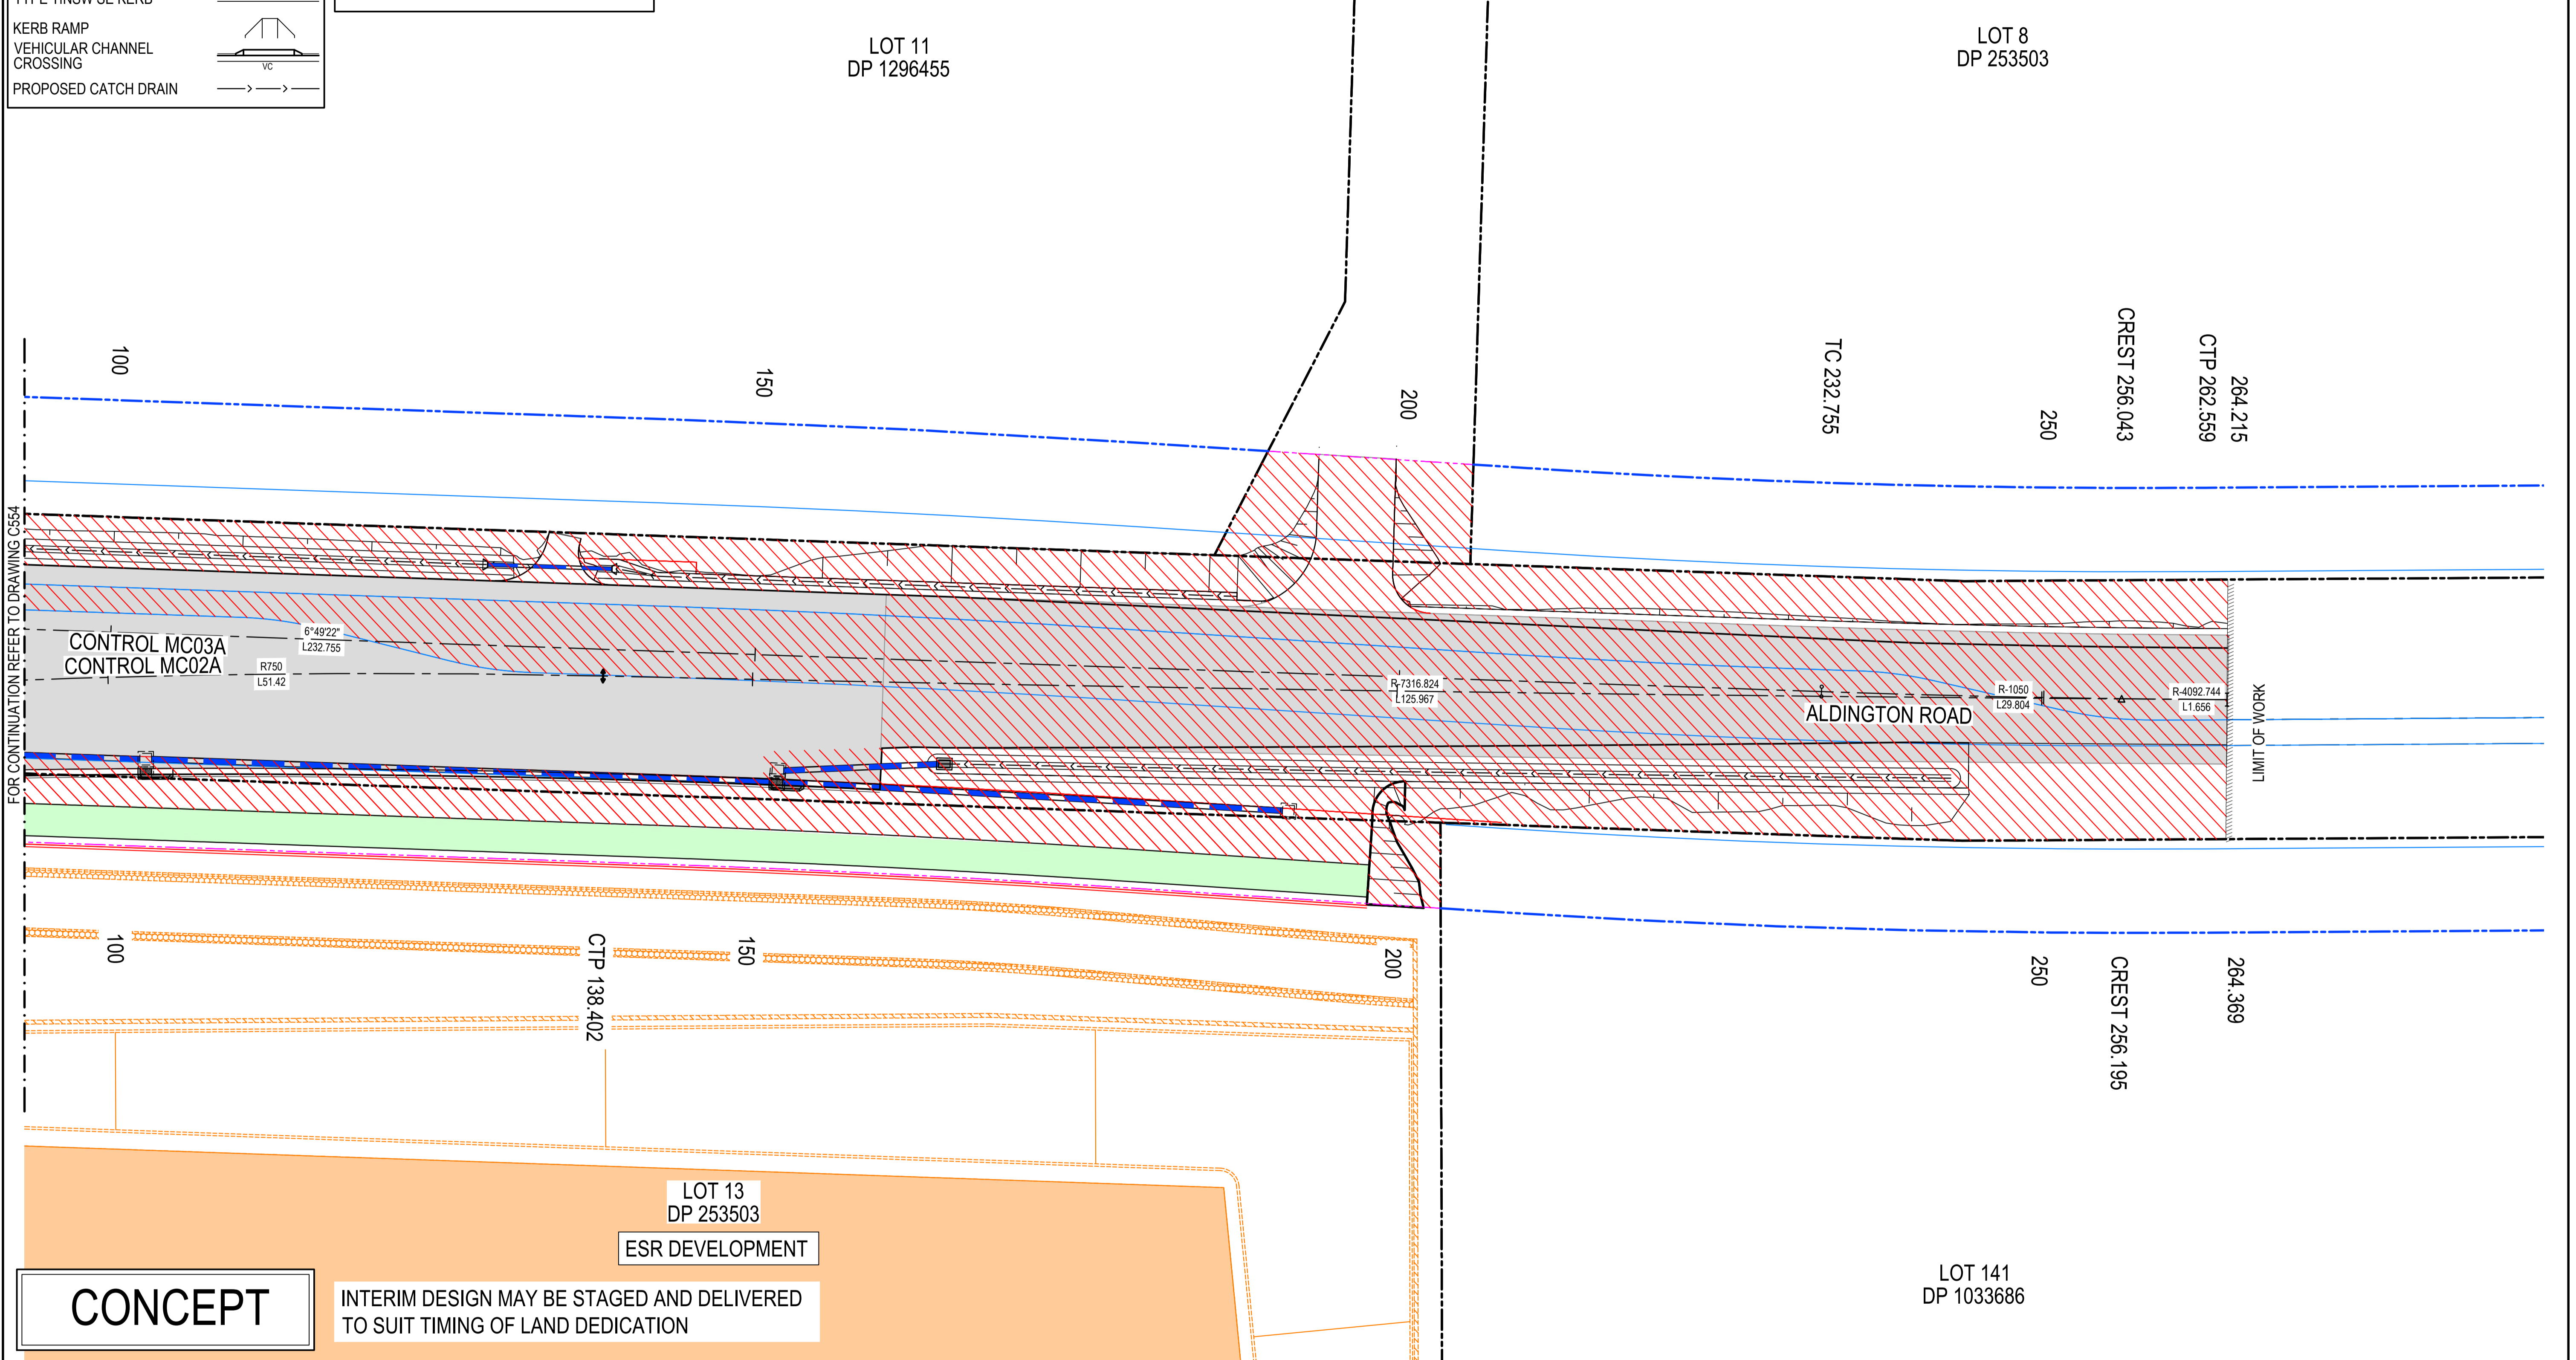 KERB RAMP
VEHICULAR CHANNEL
CROSSING
VC
PROPOSED CATCH DRAIN
LOT 11
DP 1296455
LOT 8
DP 253503
100
150
200
TC 232.755
250
CREST 256.043
CTP 262.559
264.215
FOR CONTINUATION REFER TO DRAWING C554
CONTROL MC03A
CONTROL MC02A
6°49'22"
L232.755
R750
L51.42
R-7316.824
L125.967
R-1050
L29.804
R-4092.744
L1.656
ALDINGTON ROAD
LIMIT OF WORK
100
CTP 138.402
150
200
250
CREST 256.195
264.369
LOT 13
DP 253503
ESR DEVELOPMENT
LOT 141
DP 1033686
CONCEPT
INTERIM DESIGN MAY BE STAGED AND DELIVERED
TO SUIT TIMING OF LAND DEDICATION